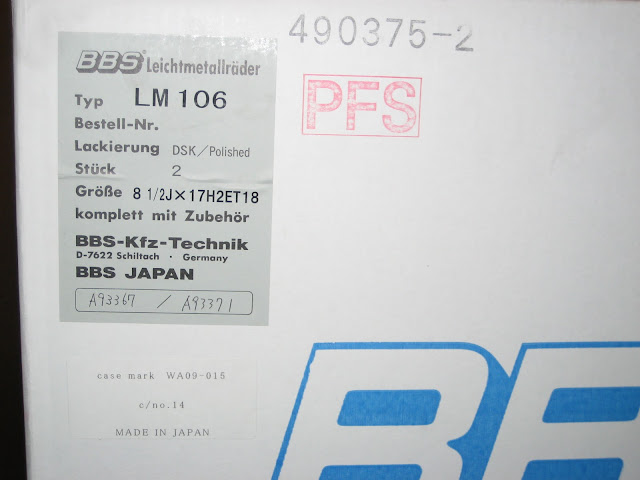 490375-2
PFS
BBS® Leichtmetallräder
Typ LM 106
Bestell-Nr.
Lackierung DSK/Polished
Stück 2
Größe 8 1/2J×17H2ET18
komplett mit Zubehör
BBS-Kfz-Technik
D-7622 Schiltach · Germany
BBS JAPAN
A93367 / A93371
case mark WA09-015
c/no.14
MADE IN JAPAN
BB